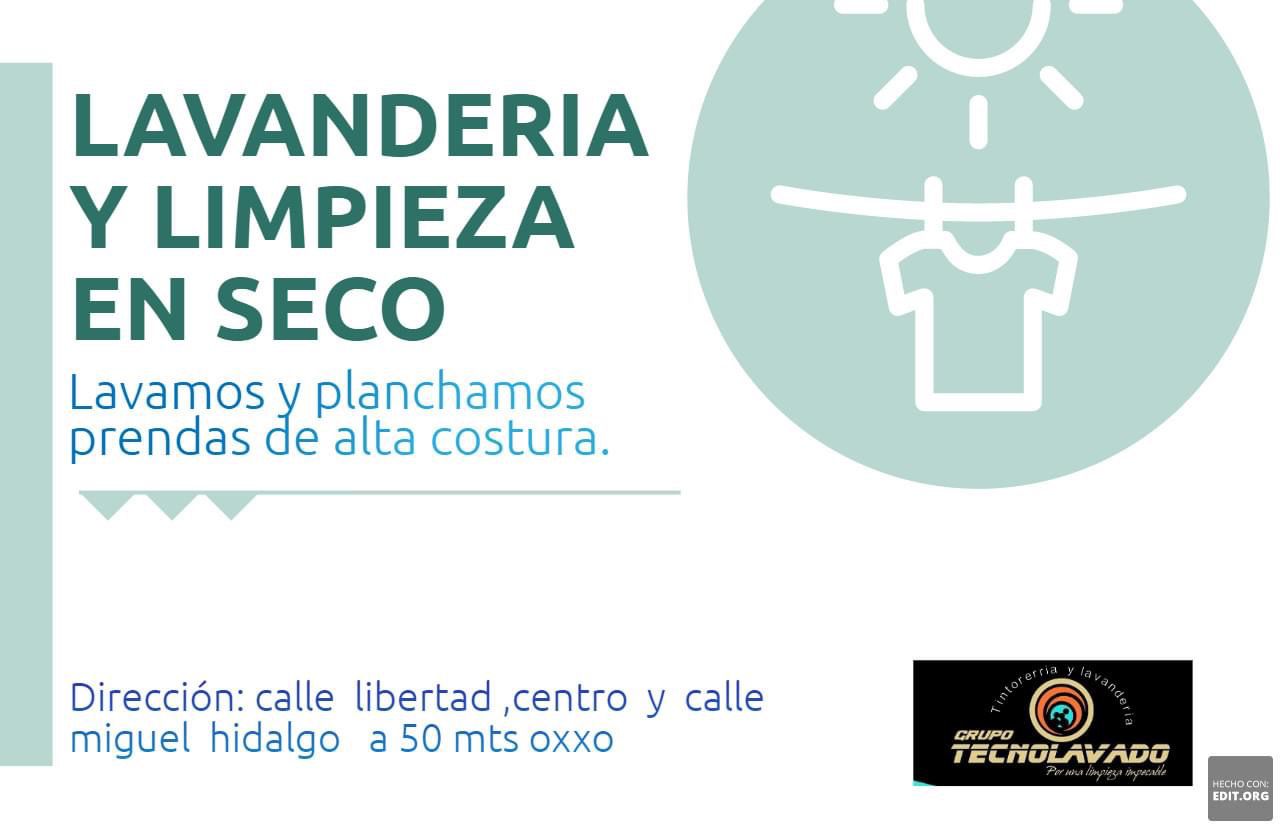 LAVANDERIA
Y LIMPIEZA
EN SECO
Lavamos y planchamos
prendas de alta costura.
Dirección: calle libertad ,centro y calle
miguel hidalgo a 50 mts oxxo
Tintorerria y lavanderia
GRUPO
TECNOLAVADO
Por una limpieza impecable
HECHO CON:
EDIT.ORG